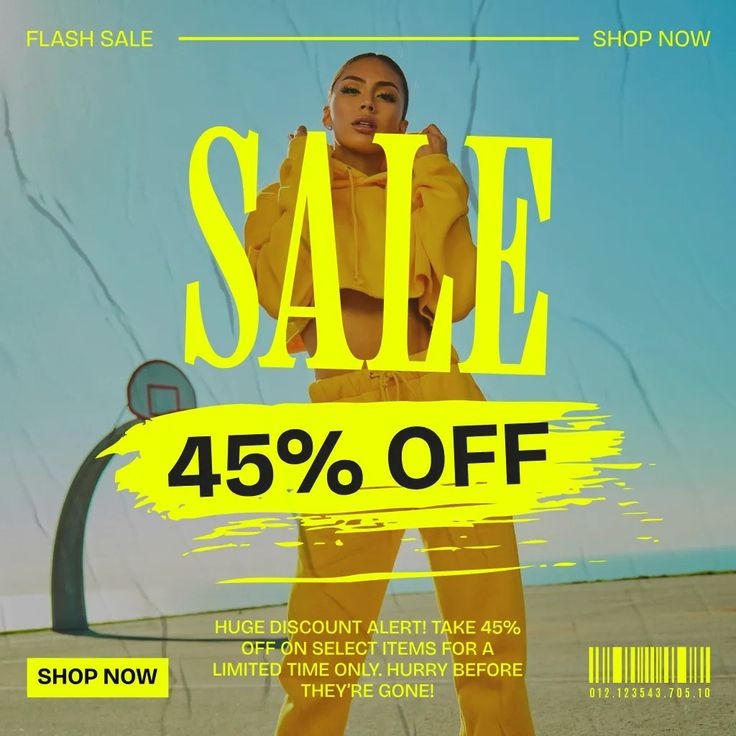 FLASH SALE
SHOP NOW
SALE
45% OFF
HUGE DISCOUNT ALERT! TAKE 45%
OFF ON SELECT ITEMS FOR A
LIMITED TIME ONLY. HURRY BEFORE
THEY'RE GONE!
SHOP NOW
012.123543.705.10